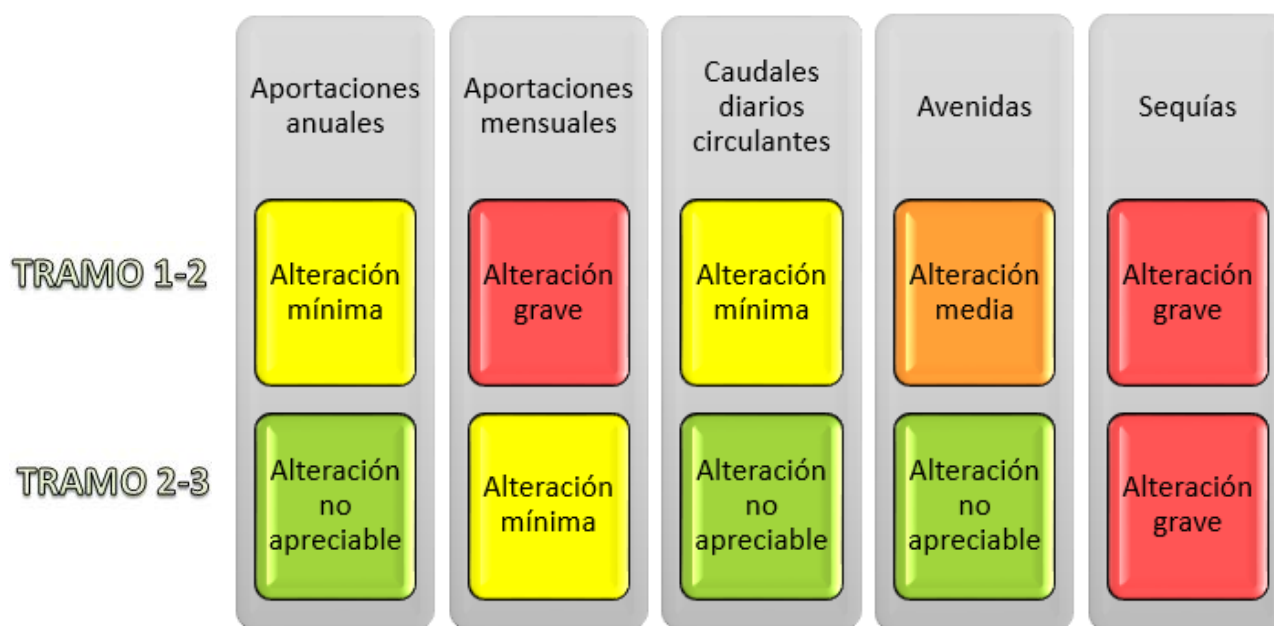 Aportaciones
anuales
Aportaciones
mensuales
Caudales
diarios
circulantes
Avenidas
Sequías
TRAMO 1-2
Alteración
mínima
Alteración
grave
Alteración
mínima
Alteración
media
Alteración
grave
TRAMO 2-3
Alteración
no
apreciable
Alteración
mínima
Alteración
no
apreciable
Alteración
no
apreciable
Alteración
grave